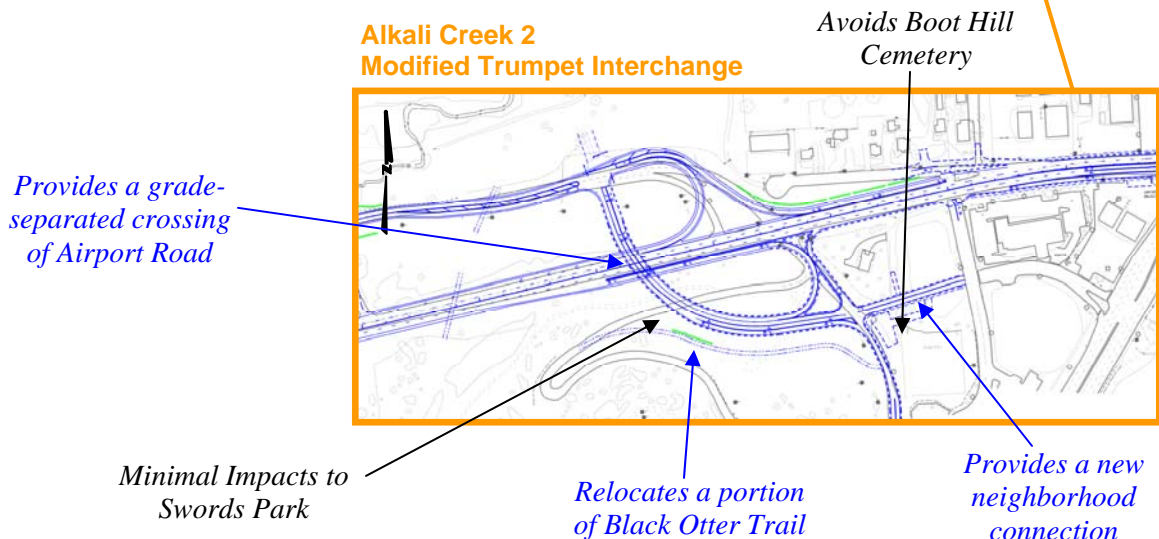 Alkali Creek 2
Modified Trumpet Interchange
Avoids Boot Hill
Cemetery
N
Provides a grade-
separated crossing
of Airport Road
Minimal Impacts to
Swords Park
Relocates a portion
of Black Otter Trail
Provides a new
neighborhood
connection